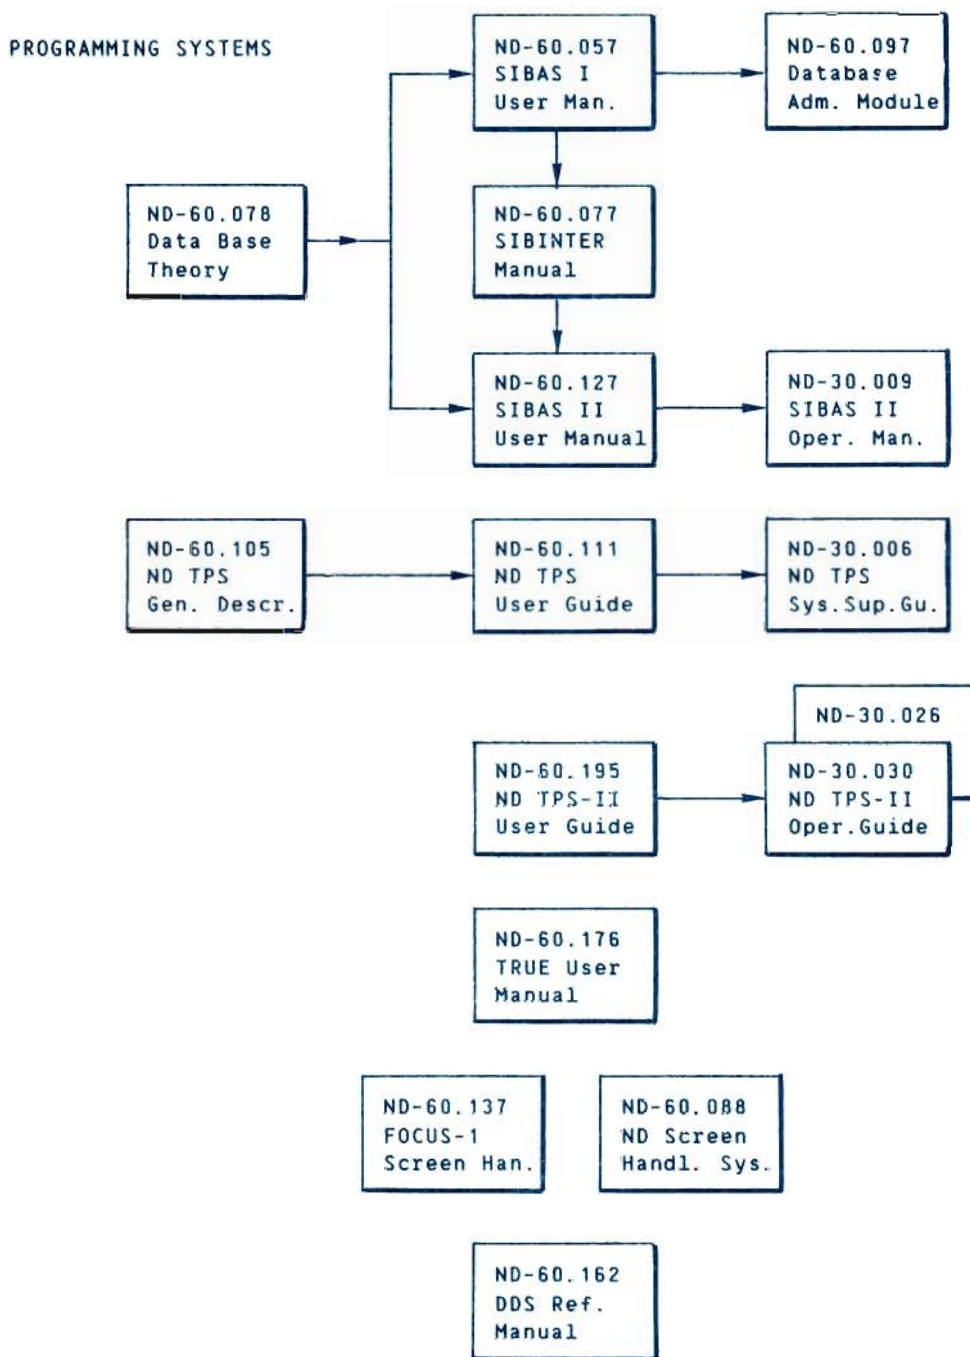 PROGRAMMING SYSTEMS
ND-60.057
SIBAS I
User Man.
ND-60.097
Database
Adm. Module
ND-60.078
Data Base
Theory
ND-60.077
SIBINTER
Manual
ND-60.127
SIBAS II
User Manual
ND-30.009
SIBAS II
Oper. Man.
ND-60.105
ND TPS
Gen. Descr.
ND-60.111
ND TPS
User Guide
ND-30.006
ND TPS
Sys.Sup.Gu.
ND-30.026
ND-60.195
ND TPS-II
User Guide
ND-30.030
ND TPS-II
Oper.Guide
ND-60.176
TRUE User
Manual
ND-60.137
FOCUS-1
Screen Han.
ND-60.088
ND Screen
Handl. Sys.
ND-60.162
DDS Ref.
Manual